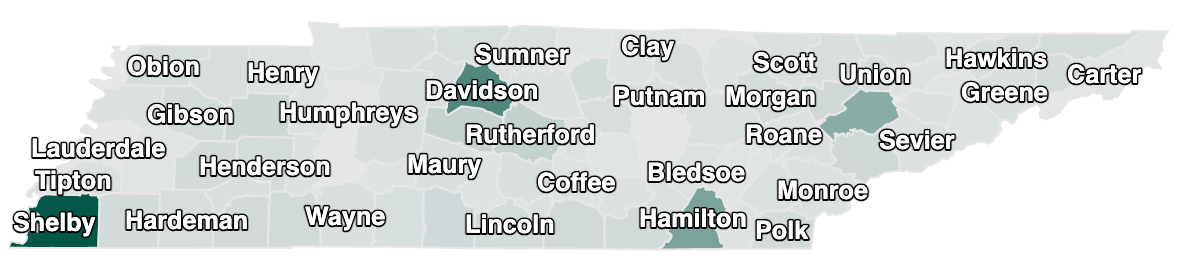 Clay
Sumner
Hawkins
Scott
Obion
Henry
Union
Carter
Davidson
Greene
Putnam
Morgan
Gibson
Humphreys
Rutherford
Roane
Sevier
Lauderdale
Henderson
Maury
Bledsoe
Tipton
Coffee
Monroe
Shelby
Hardeman
Wayne
Lincoln
Hamilton
Polk